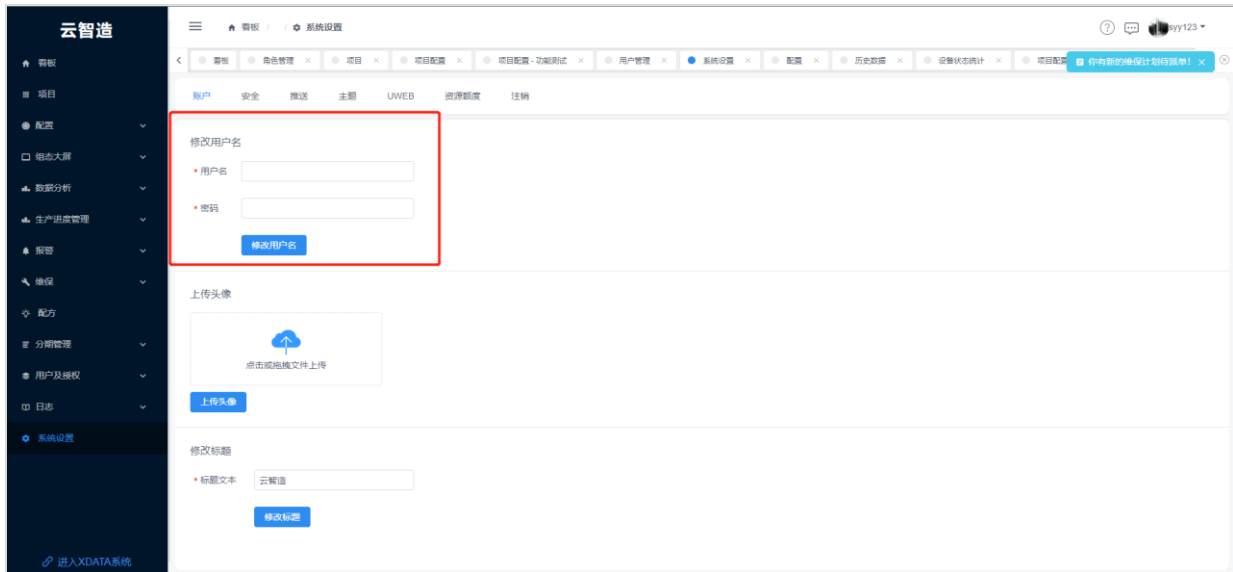 云智造
看板 / / 系统设置
syy123
看板
项目
配置
组态大屏
数据分析
生产进度管理
报警
维保
配方
分期管理
用户及授权
日志
系统设置
进入XDATA系统
看板 角色管理 项目 项目配置 项目配置-功能测试 用户管理 系统设置 配置 历史数据 设备状态统计 项目配置
你有新的维保计划待跟单!
账户 安全 推送 主题 UWEB 资源额度 注销
修改用户名
* 用户名
* 密码
修改用户名
上传头像
点击或拖拽文件上传
上传头像
修改标题
* 标题文本 云智造
修改标题